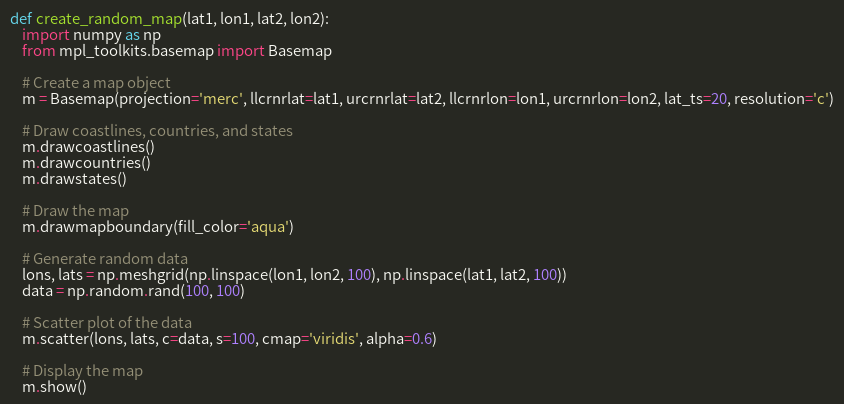 def create_random_map(lat1, lon1, lat2, lon2):
    import numpy as np
    from mpl_toolkits.basemap import Basemap

    # Create a map object
    m = Basemap(projection='merc', llcrnrlat=lat1, urcrnrlat=lat2, llcrnrlon=lon1, urcrnrlon=lon2, lat_ts=20, resolution='c')

    # Draw coastlines, countries, and states
    m.drawcoastlines()
    m.drawcountries()
    m.drawstates()

    # Draw the map
    m.drawmapboundary(fill_color='aqua')

    # Generate random data
    lons, lats = np.meshgrid(np.linspace(lon1, lon2, 100), np.linspace(lat1, lat2, 100))
    data = np.random.rand(100, 100)

    # Scatter plot of the data
    m.scatter(lons, lats, c=data, s=100, cmap='viridis', alpha=0.6)

    # Display the map
    m.show()